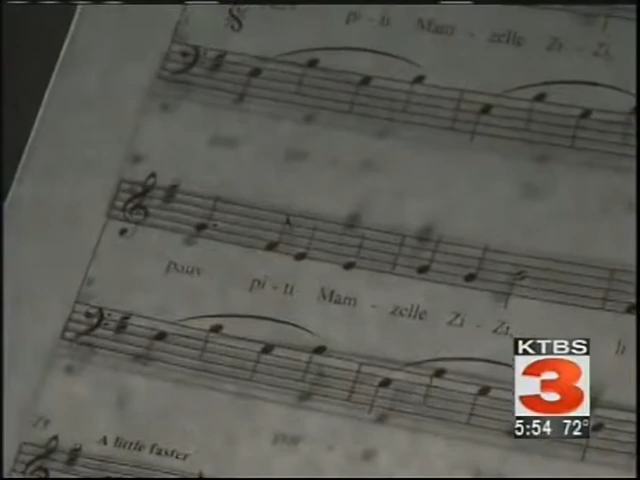 pi - ti Mam - zelle Zi - Zi,
pauv pi - ti Mam - zelle Zi - Zi,
A little faster
KTBS
3
5:54 72°